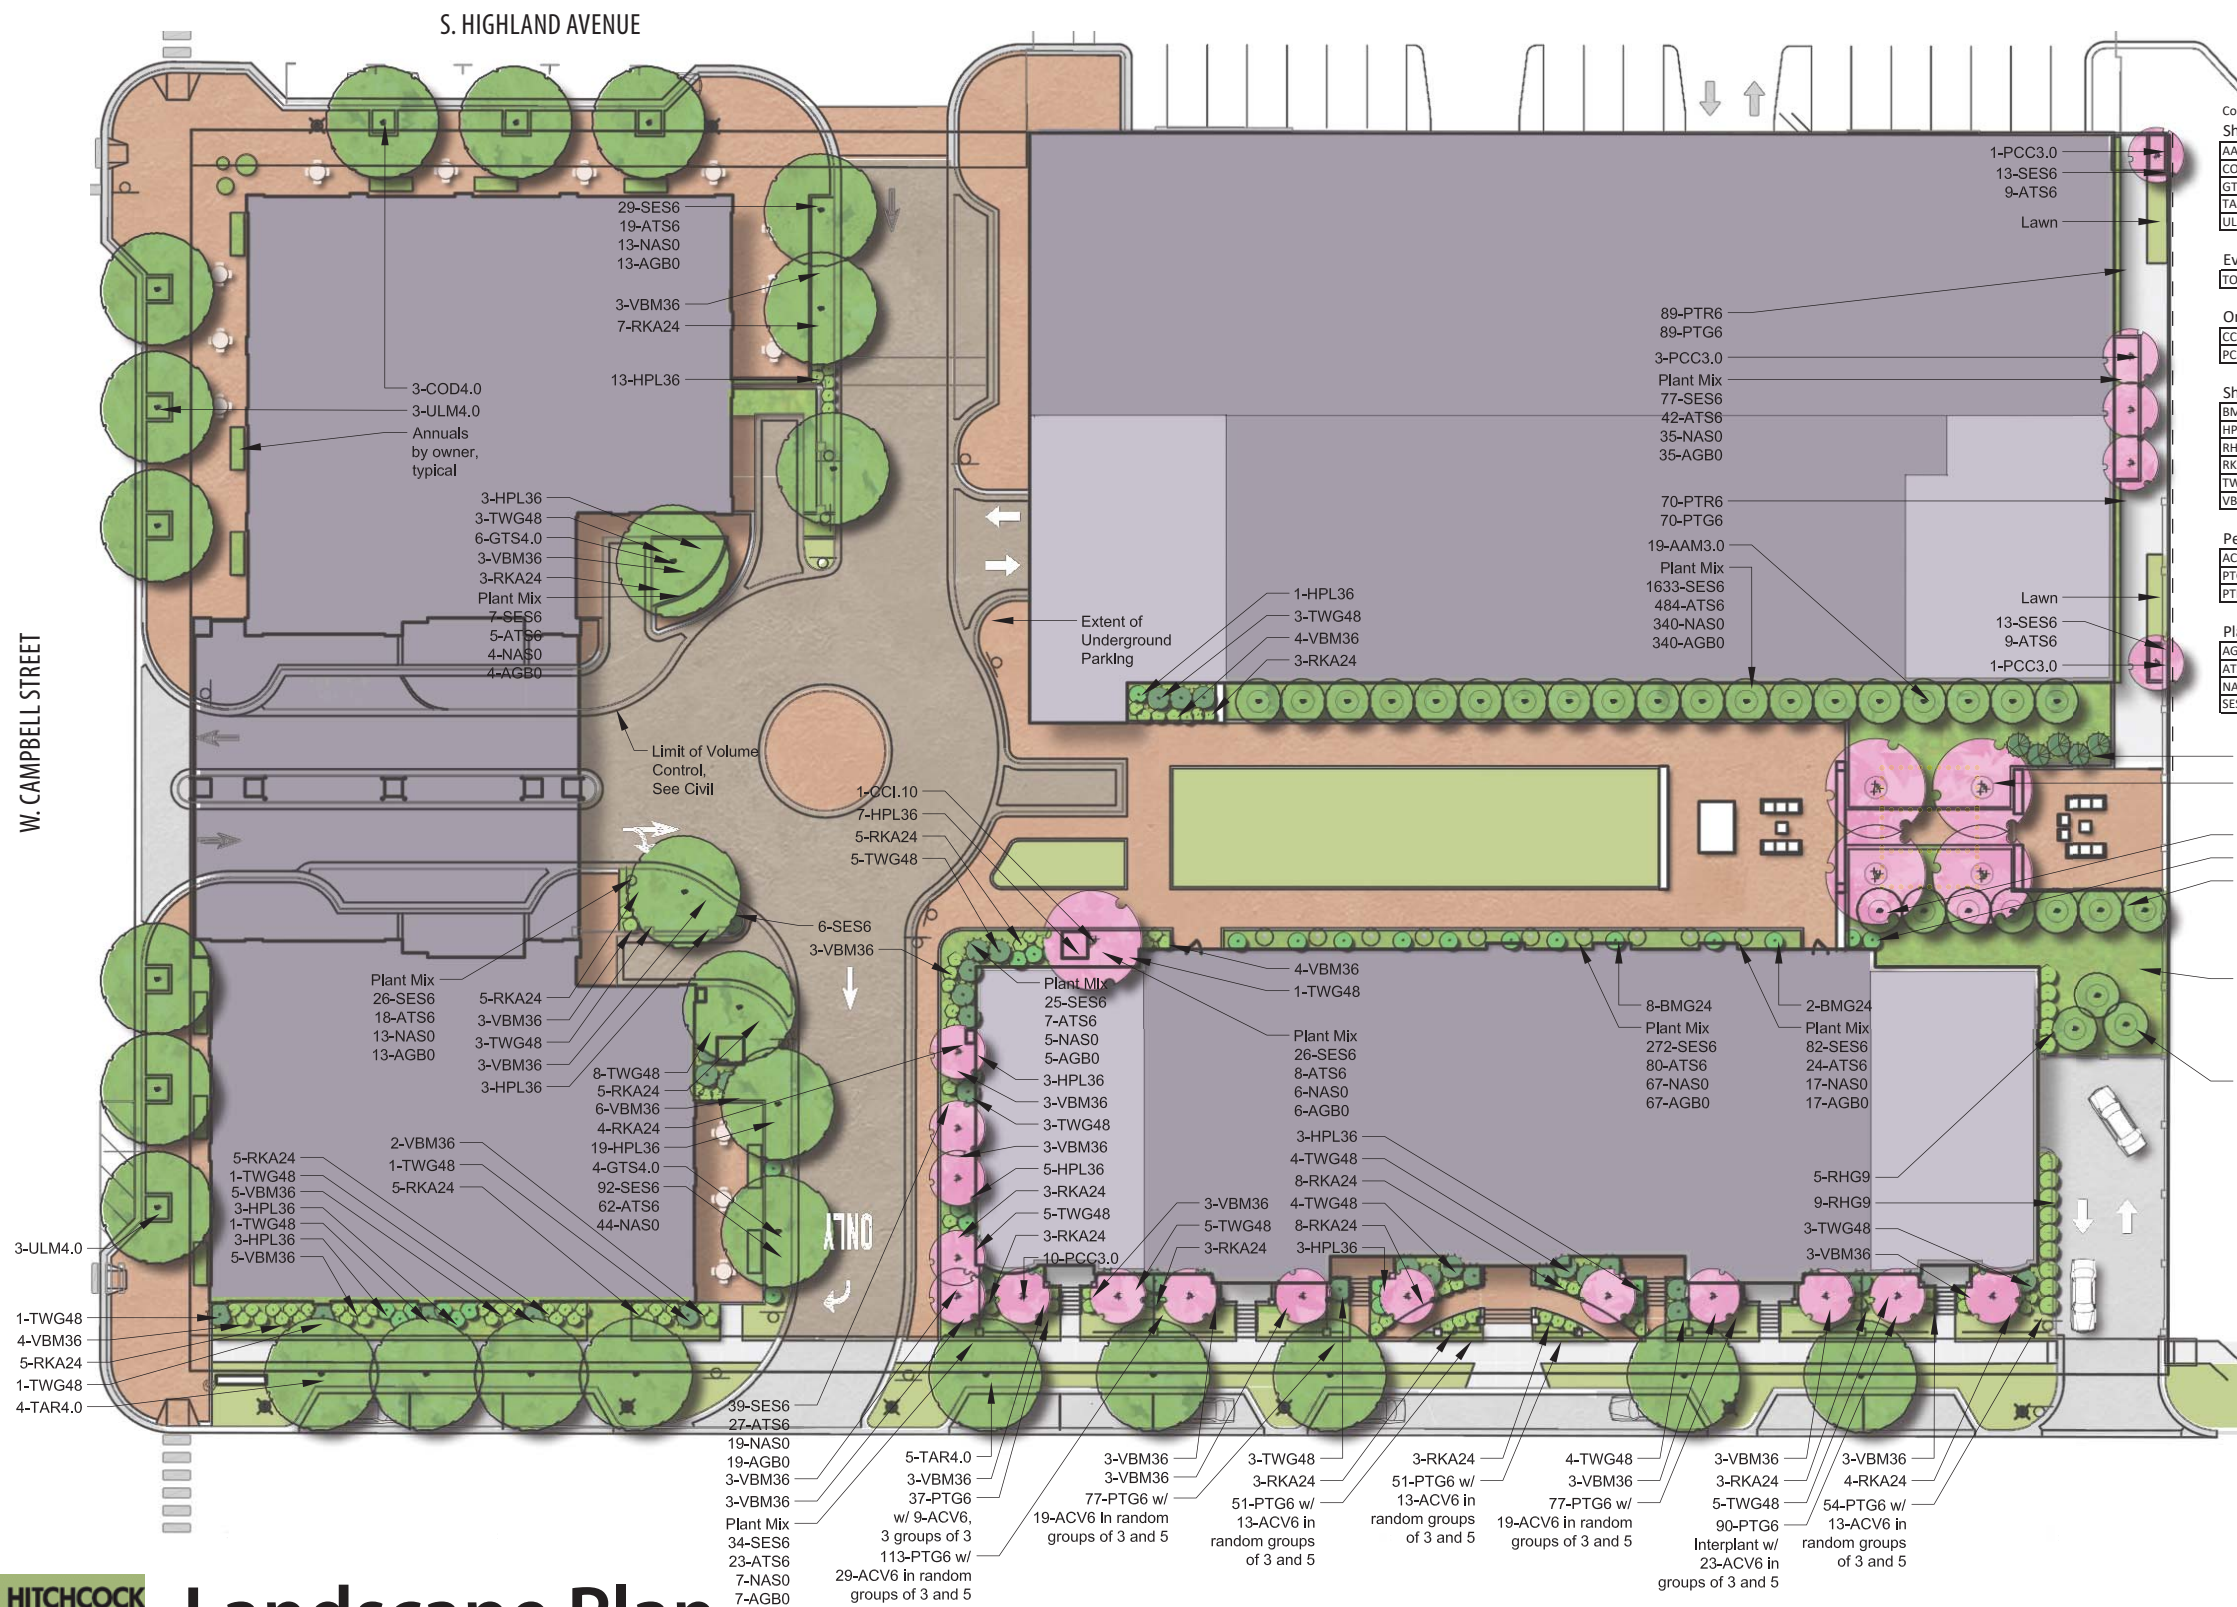 S. HIGHLAND AVENUE
W. CAMPBELL STREET
29-SES6
19-ATS6
13-NAS0
13-AGB0
3-VBM36
7-RKA24
13-HPL36
3-COD4.0
3-ULM4.0
Annuals
by owner,
typical
3-HPL36
3-TWG48
6-GTS4.0
3-VBM36
3-RKA24
Plant Mix
7-SES6
5-ATS6
4-NAS0
4-AGB0
Limit of Volume
Control,
See Civil
Extent of
Underground
Parking
1-PCC3.0
13-SES6
9-ATS6
Lawn
89-PTR6
89-PTG6
3-PCC3.0
Plant Mix
77-SES6
42-ATS6
35-NAS0
35-AGB0
70-PTR6
70-PTG6
19-AAM3.0
Plant Mix
1633-SES6
484-ATS6
340-NAS0
340-AGB0
1-HPL36
3-TWG48
4-VBM36
3-RKA24
Lawn
13-SES6
9-ATS6
1-PCC3.0
1-CCI.10
7-HPL36
5-RKA24
5-TWG48
6-SES6
3-VBM36
Plant Mix
26-SES6
18-ATS6
13-NAS0
13-AGB0
5-RKA24
3-VBM36
3-TWG48
3-VBM36
3-HPL36
8-TWG48
5-RKA24
6-VBM36
4-RKA24
19-HPL36
4-GTS4.0
92-SES6
62-ATS6
44-NAS0
Plant Mix
25-SES6
7-ATS6
5-NAS0
5-AGB0
3-HPL36
3-VBM36
3-TWG48
3-VBM36
5-HPL36
3-RKA24
5-TWG48
3-RKA24
10-PCC3.0
4-VBM36
1-TWG48
Plant Mix
26-SES6
8-ATS6
6-NAS0
6-AGB0
3-HPL36
4-TWG48
8-RKA24
4-TWG48
8-RKA24
3-HPL36
3-VBM36
5-TWG48
3-RKA24
8-BMG24
Plant Mix
272-SES6
80-ATS6
67-NAS0
67-AGB0
2-BMG24
Plant Mix
82-SES6
24-ATS6
17-NAS0
17-AGB0
5-RHG9
9-RHG9
3-TWG48
3-VBM36
2-VBM36
1-TWG48
5-RKA24
5-RKA24
1-TWG48
5-VBM36
3-HPL36
1-TWG48
3-HPL36
5-VBM36
3-ULM4.0
1-TWG48
4-VBM36
5-RKA24
1-TWG48
4-TAR4.0
ONLY
39-SES6
27-ATS6
19-NAS0
19-AGB0
3-VBM36
3-VBM36
Plant Mix
34-SES6
23-ATS6
7-NAS0
7-AGB0
5-TAR4.0
3-VBM36
37-PTG6
w/ 9-ACV6,
3 groups of 3
113-PTG6 w/
29-ACV6 in random
groups of 3 and 5
3-VBM36
3-VBM36
77-PTG6 w/
19-ACV6 In random
groups of 3 and 5
3-TWG48
3-RKA24
51-PTG6 w/
13-ACV6 in
random groups
of 3 and 5
3-RKA24
51-PTG6 w/
13-ACV6 in
random groups
of 3 and 5
4-TWG48
3-VBM36
77-PTG6 w/
19-ACV6 in random
groups of 3 and 5
3-VBM36
3-RKA24
5-TWG48
90-PTG6
Interplant w/
23-ACV6 in
groups of 3 and 5
3-VBM36
4-RKA24
54-PTG6 w/
13-ACV6 in
random groups
of 3 and 5
HITCHCOCK
Landscape Plan